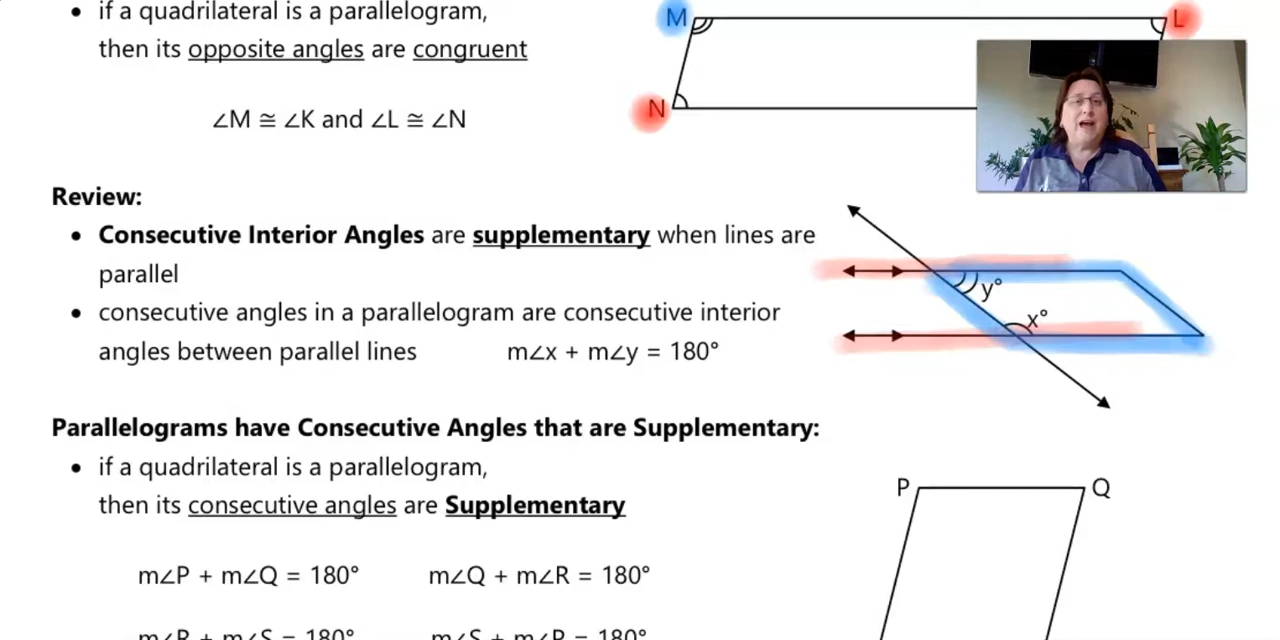 • if a quadrilateral is a parallelogram,
then its opposite angles are congruent
∠M ≅ ∠K and ∠L ≅ ∠N
M
L
N
Review:
• Consecutive Interior Angles are supplementary when lines are
parallel
• consecutive angles in a parallelogram are consecutive interior
angles between parallel lines m∠x + m∠y = 180°
y°
x°
Parallelograms have Consecutive Angles that are Supplementary:
• if a quadrilateral is a parallelogram,
then its consecutive angles are Supplementary
P
Q
m∠P + m∠Q = 180° m∠Q + m∠R = 180°
m∠R + m∠S = 180° m∠S + m∠P = 180°